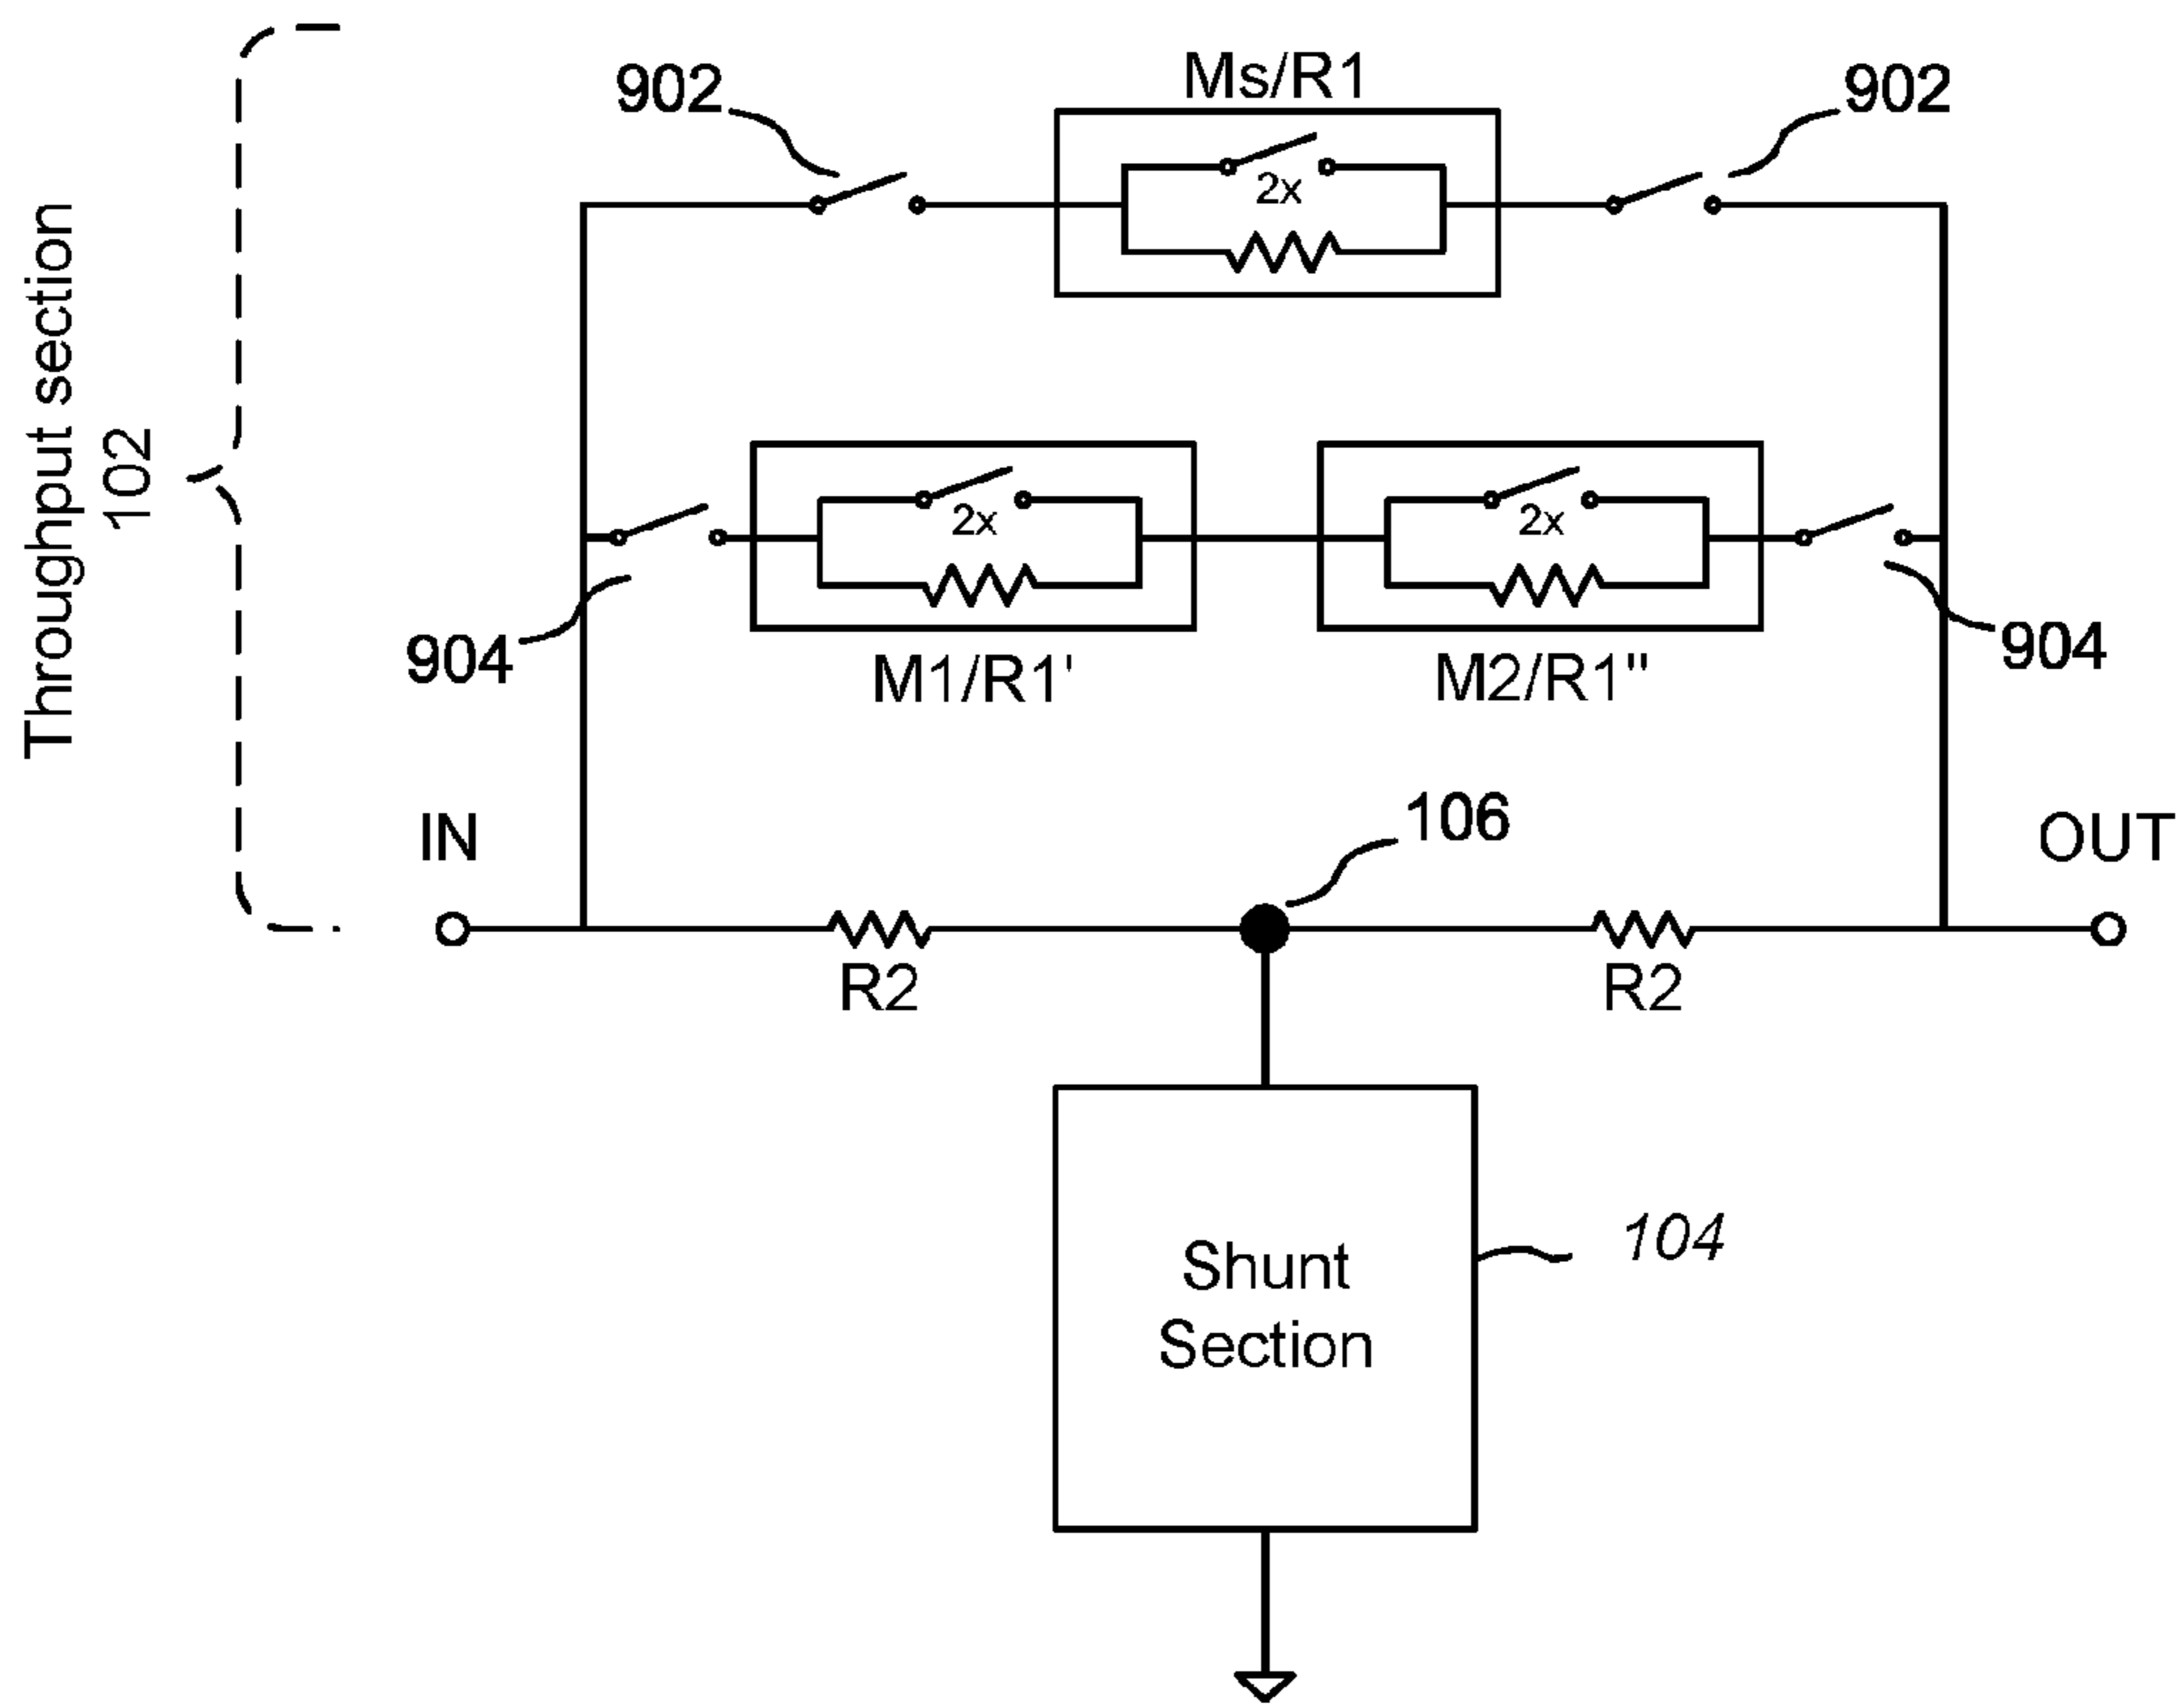 Throughput section
102
902
Ms/R1
902
2x
2x
2x
904
M1/R1'
M2/R1"
904
IN
106
OUT
R2
R2
Shunt
Section
104